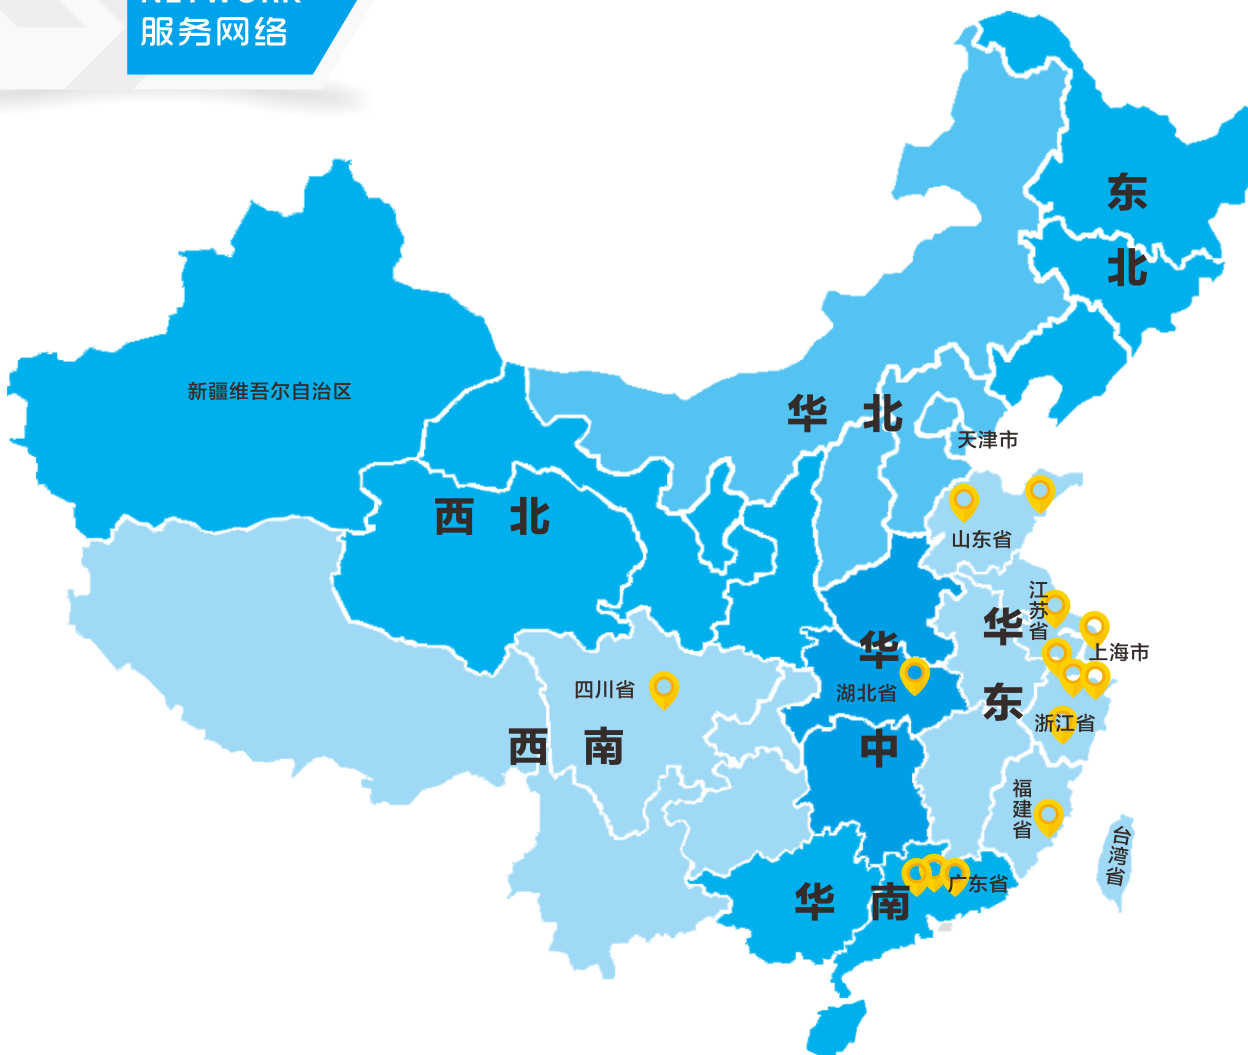 NETWORK
服务网络
东北
新疆维吾尔自治区
华北
天津市
西北
山东省
江苏省
华东
上海市
华中
四川省
湖北省
浙江省
西南
福建省
台湾省
华南
广东省